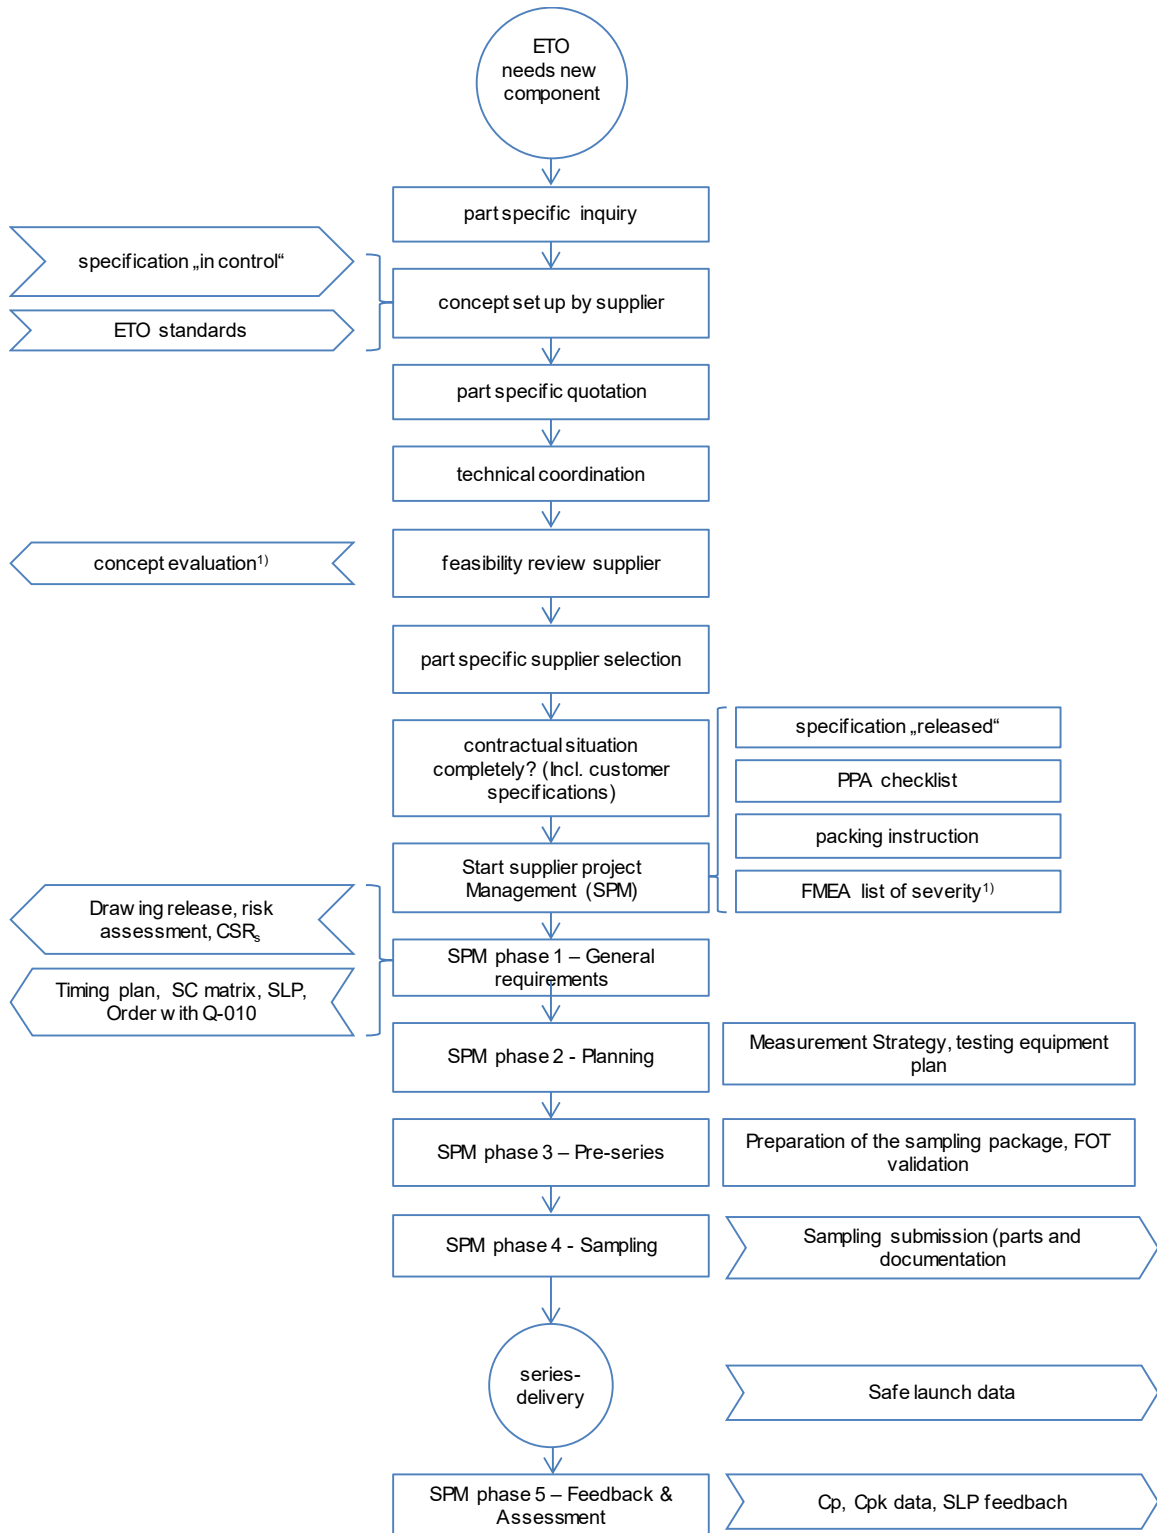 ETO
needs new
component
part specific inquiry
specification „in control“
ETO standards
concept set up by supplier
part specific quotation
technical coordination
concept evaluation1)
feasibility review supplier
part specific supplier selection
contractual situation
completely? (Incl. customer
specifications)
specification „released“
PPA checklist
packing instruction
FMEA list of severity1)
Start supplier project
Management (SPM)
Drawing release, risk
assessment, CSRs
Timing plan, SC matrix, SLP,
Order with Q-010
SPM phase 1 – General
requirements
SPM phase 2 - Planning
Measurement Strategy, testing equipment
plan
SPM phase 3 – Pre-series
Preparation of the sampling package, FOT
validation
SPM phase 4 - Sampling
Sampling submission (parts and
documentation
series-
delivery
Safe launch data
SPM phase 5 – Feedback &
Assessment
Cp, Cpk data, SLP feedbach